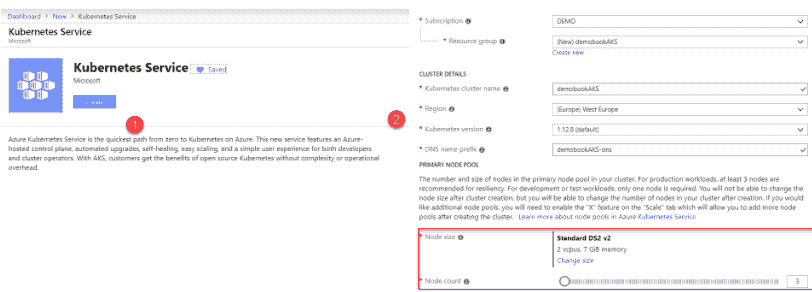 Dashboard > New > Kubernetes Service
Kubernetes Service
Microsoft
Kubernetes Service
Saved
Microsoft
1
Azure Kubernetes Service is the quickest path from zero to Kubernetes on Azure. This new service features an Azure-
hosted control plane, automated upgrades, self-healing, easy scaling, and a simple user experience for both developers
and cluster operators. With AKS, customers get the benefits of open source Kubernetes without complexity or operational
overhead.
2
* Subscription
DEMO
* Resource group
(New) demobookAKS
Create new
CLUSTER DETAILS
* Kubernetes cluster name
demobookAKS
* Region
(Europe) West Europe
* Kubernetes version
1.12.8 (default)
* DNS name prefix
demobookAKS-dns
PRIMARY NODE POOL
The number and size of nodes in the primary node pool in your cluster. For production workloads, at least 3 nodes are
recommended for resiliency. For development or test workloads, only one node is required. You will not be able to change the
node size after cluster creation, but you will be able to change the number of nodes in your cluster after creation. If you would
like additional node pools, you will need to enable the "X" feature on the "Scale" tab which will allow you to add more node
pools after creating the cluster. Learn more about node pools in Azure Kubernetes Service
* Node size
Standard DS2 v2
2 vcpus, 7 GiB memory
Change size
* Node count
3